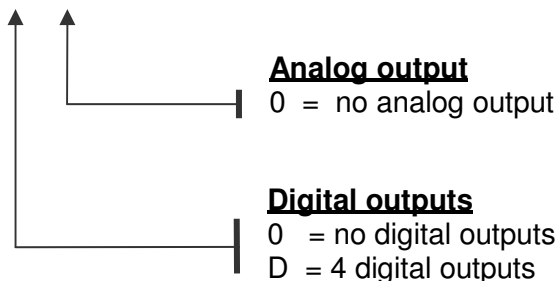 Analog output
0 = no analog output
Digital outputs
0 = no digital outputs
D = 4 digital outputs